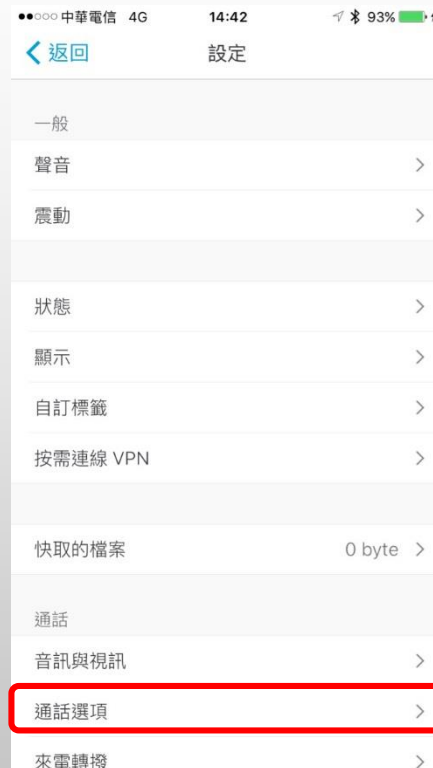 中華電信 4G 14:42 93%
返回 設定
一般
聲音
震動
狀態
顯示
自訂標籤
按需連線 VPN
快取的檔案 0 byte
通話
音訊與視訊
通話選項
來電轉撥